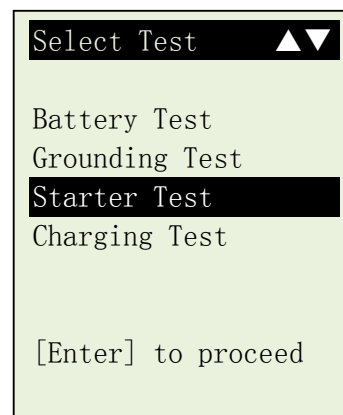 Select Test ▲▼
Battery Test
Grounding Test
Starter Test
Charging Test
[Enter] to proceed